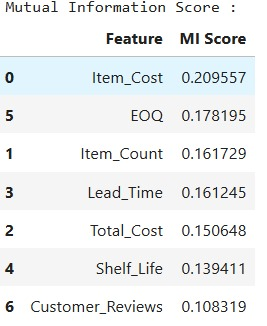 Mutual Information Score :
Feature MI Score
0 Item_Cost 0.209557
5 EOQ 0.178195
1 Item_Count 0.161729
3 Lead_Time 0.161245
2 Total_Cost 0.150648
4 Shelf_Life 0.139411
6 Customer_Reviews 0.108319